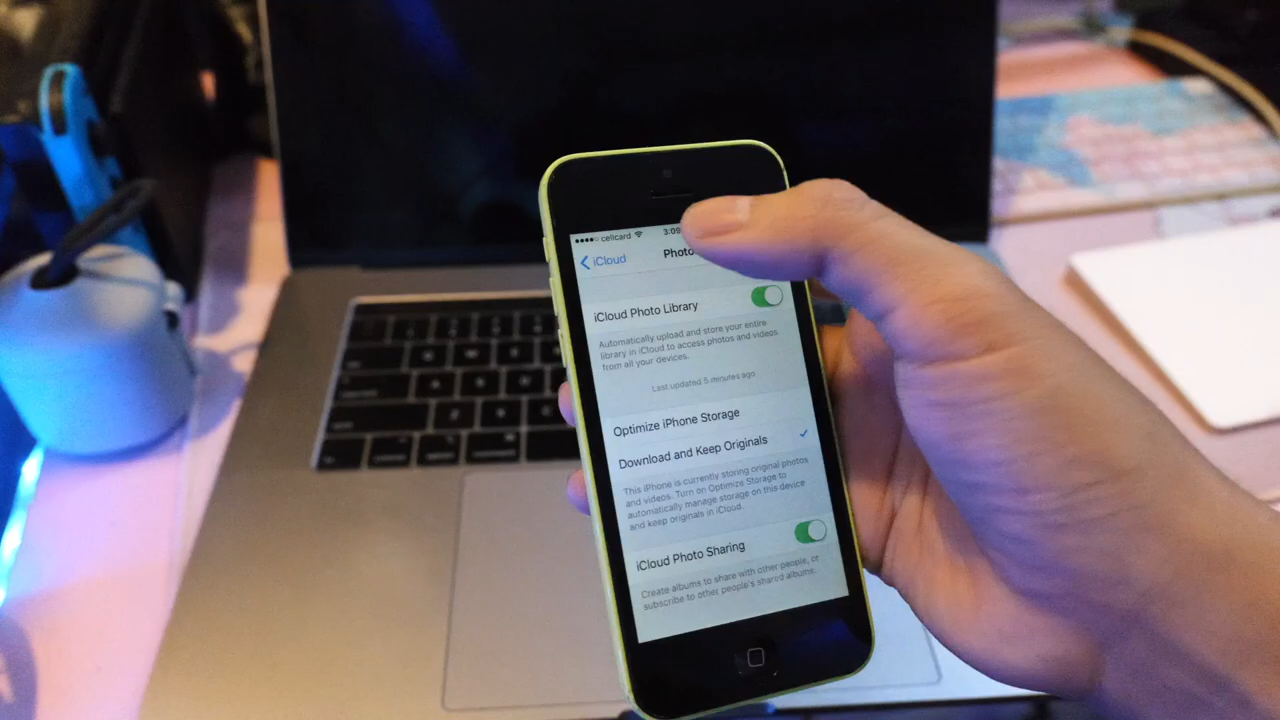 cellcard 3:09
iCloud Photo
iCloud Photo Library
Automatically upload and store your entire
library in iCloud to access photos and videos
from all your devices.
Last updated 5 minutes ago
Optimize iPhone Storage
Download and Keep Originals
This iPhone is currently storing original photos
and videos. Turn on Optimize Storage to
automatically manage storage on this device
and keep originals in iCloud.
iCloud Photo Sharing
Create albums to share with other people, or
subscribe to other people's shared albums.